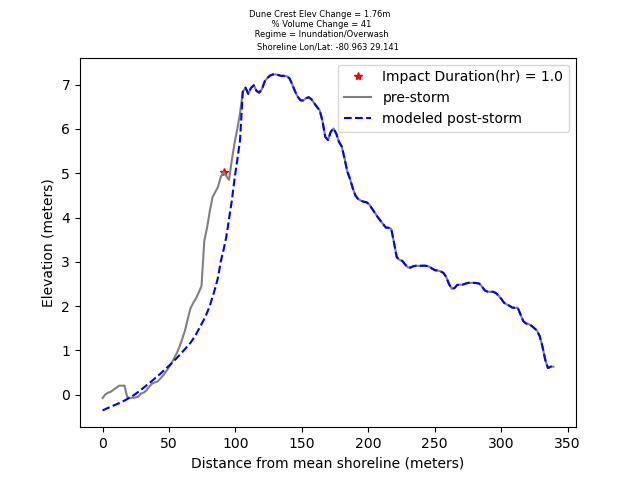 Dune Crest Elev Change = 1.76m
% Volume Change = 41
Regime = Inundation/Overwash
Shoreline Lon/Lat: -80.963 29.141
Impact Duration(hr) = 1.0
pre-storm
modeled post-storm
7
6
5
4
3
2
1
0
Elevation (meters)
0 50 100 150 200 250 300 350
Distance from mean shoreline (meters)